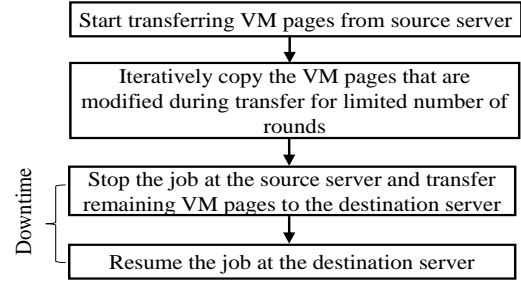 Start transferring VM pages from source server
Iteratively copy the VM pages that are
modified during transfer for limited number of
rounds
Downtime
Stop the job at the source server and transfer
remaining VM pages to the destination server
Resume the job at the destination server